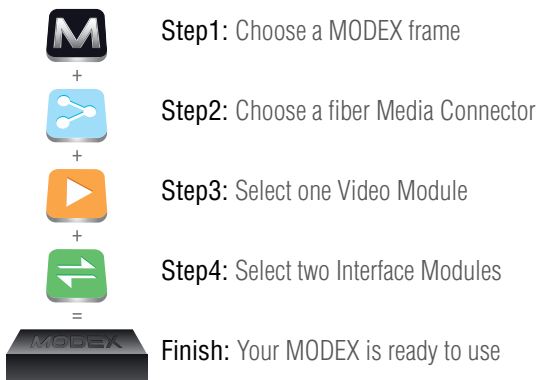 M
Step1: Choose a MODEX frame
+
Step2: Choose a fiber Media Connector
+
Step3: Select one Video Module
+
Step4: Select two Interface Modules
=
MODEX
Finish: Your MODEX is ready to use